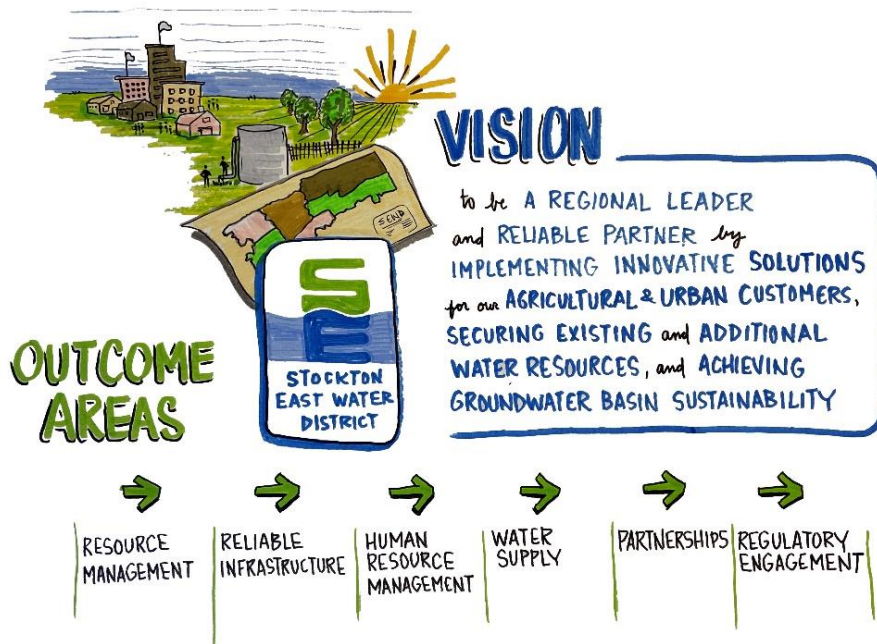 VISION
to be A REGIONAL LEADER
and RELIABLE PARTNER by
IMPLEMENTING INNOVATIVE SOLUTIONS
for our AGRICULTURAL & URBAN CUSTOMERS,
SECURING EXISTING and ADDITIONAL
WATER RESOURCES, and ACHIEVING
GROUNDWATER BASIN SUSTAINABILITY
SE
STOCKTON
EAST WATER
DISTRICT
OUTCOME
AREAS
RESOURCE
MANAGEMENT
RELIABLE
INFRASTRUCTURE
HUMAN
RESOURCE
MANAGEMENT
WATER
SUPPLY
PARTNERSHIPS
REGULATORY
ENGAGEMENT